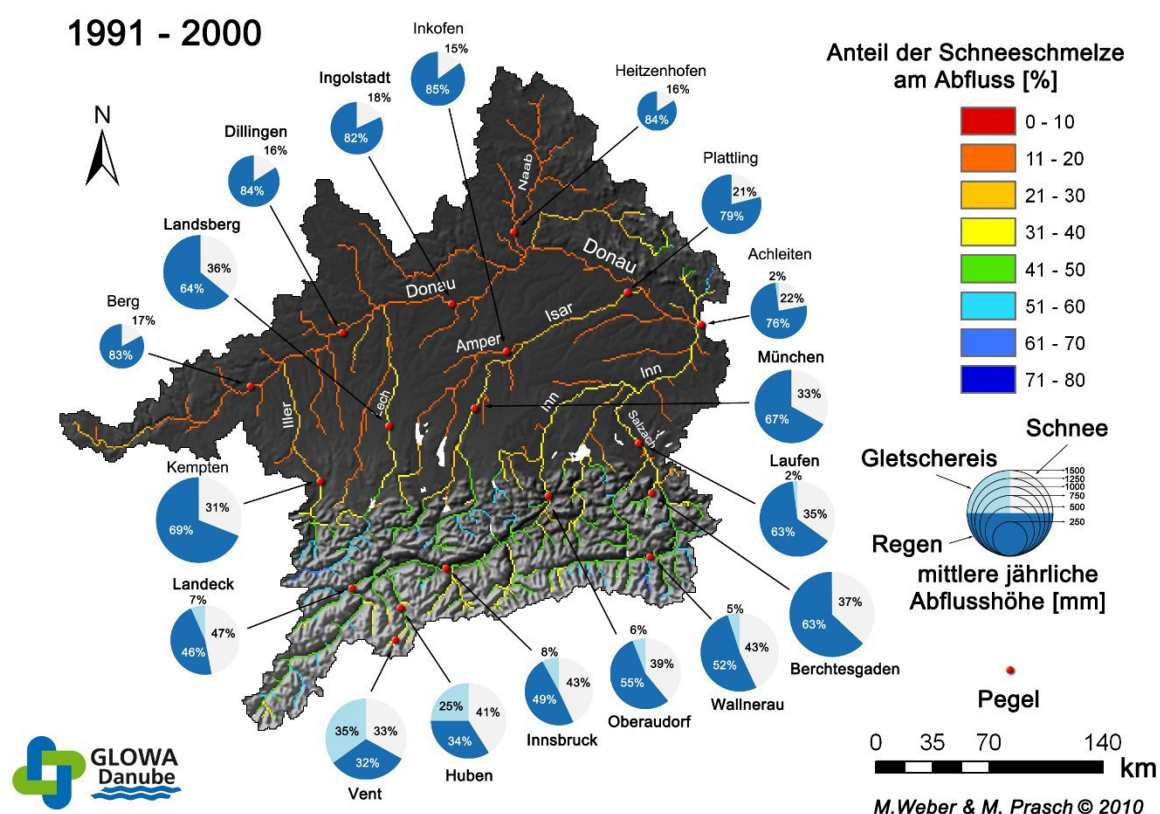 1991 - 2000
N
Inkofen
15%
85%
Ingolstadt
18%
82%
Heitzenhofen
16%
84%
Dillingen
16%
84%
Plattling
21%
79%
Landsberg
36%
64%
Achleiten
2%
22%
76%
Berg
17%
83%
München
33%
67%
Kempten
31%
69%
Laufen
2%
35%
63%
Landeck
7%
47%
46%
37%
63%
Berchtesgaden
5%
43%
52%
Wallnerau
6%
39%
55%
Oberaudorf
8%
43%
49%
Innsbruck
25%
41%
34%
Huben
35%
33%
32%
Vent
Naab
Donau
Donau
Isar
Amper
Inn
Inn
Iller
Lech
Salzach
Anteil der Schneeschmelze
am Abfluss [%]
0 - 10
11 - 20
21 - 30
31 - 40
41 - 50
51 - 60
61 - 70
71 - 80
Schnee
Gletschereis
1500
1250
1000
750
500
250
Regen
mittlere jährliche
Abflusshöhe [mm]
Pegel
0 35 70 140
km
M.Weber & M. Prasch © 2010
GLOWA
Danube